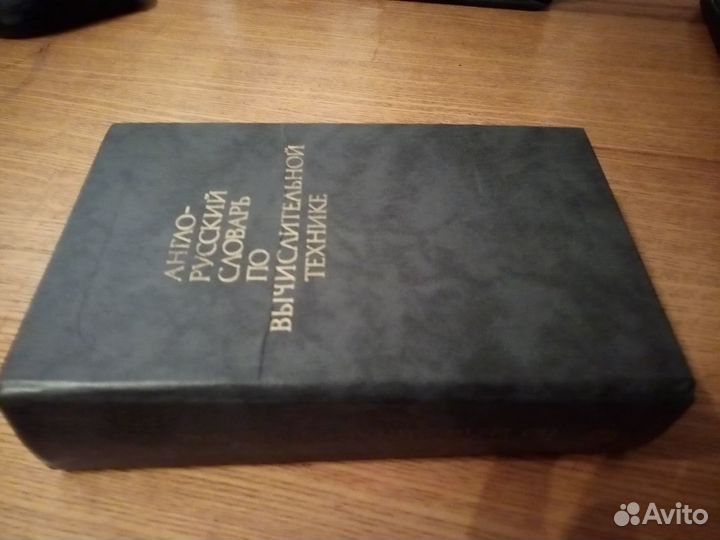 АНГЛО-
РУССКИЙ
СЛОВАРЬ
ПО
ВЫЧИСЛИТЕЛЬНОЙ
ТЕХНИКЕ
Avito